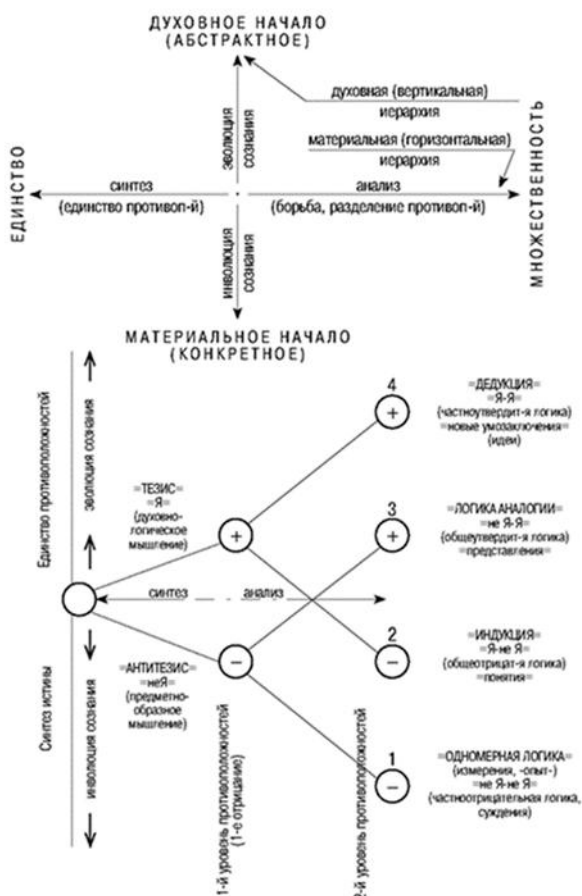 ДУХОВНОЕ НАЧАЛО
(АБСТРАКТНОЕ)
духовная (вертикальная)
иерархия
материальная (горизонтальная)
иерархия
эволюция
сознания
ЕДИНСТВО
синтез
(единство противоп-й)
анализ
(борьба, разделение противоп-й)
МНОЖЕСТВЕННОСТЬ
инволюция
сознания
МАТЕРИАЛЬНОЕ НАЧАЛО
(КОНКРЕТНОЕ)
Единство противоположностей
эволюция сознания
Синтез истины
инволюция сознания
=ТЕЗИС=
=Я=
(духовно-
логическое
мышление)
+
синтез
анализ
=АНТИТЕЗИС=
=неЯ=
(предметно-
образное
мышление)
−
1-й уровень противоположностей
(1-е отрицание)
2-й уровень противоположностей
4
+
=ДЕДУКЦИЯ=
=Я-Я=
(частноутвердит-я логика)
=новые умозаключения=
(идеи)
3
+
=ЛОГИКА АНАЛОГИИ=
=не Я-Я=
(общеутвердит-я логика)
=представления=
2
−
=ИНДУКЦИЯ=
=Я-не Я=
(общеотрицат-я логика)
=понятия=
1
−
=ОДНОМЕРНАЯ ЛОГИКА=
(измерения, -опыт-)
=не Я-не Я=
(частноотрицательная логика,
суждения)